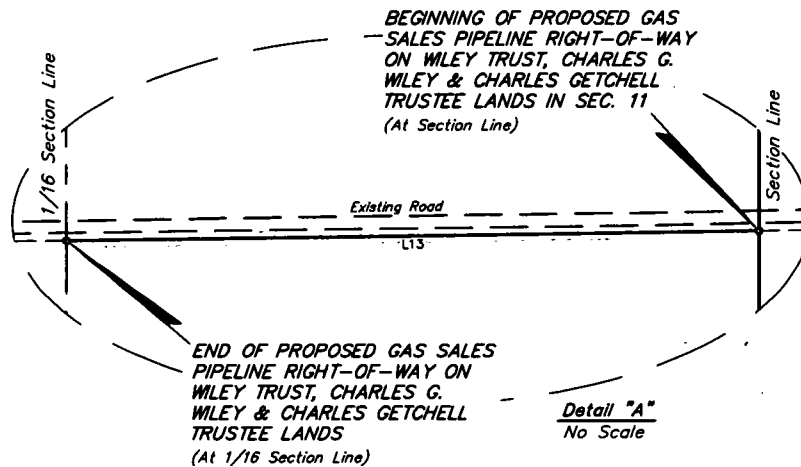 BEGINNING OF PROPOSED GAS
SALES PIPELINE RIGHT-OF-WAY
ON WILEY TRUST, CHARLES G.
WILEY & CHARLES GETCHELL
TRUSTEE LANDS IN SEC. 11
(At Section Line)
1/16 Section Line
Section Line
Existing Road
L13
END OF PROPOSED GAS SALES
PIPELINE RIGHT-OF-WAY ON
WILEY TRUST, CHARLES G.
WILEY & CHARLES GETCHELL
TRUSTEE LANDS
(At 1/16 Section Line)
Detail "A"
No Scale